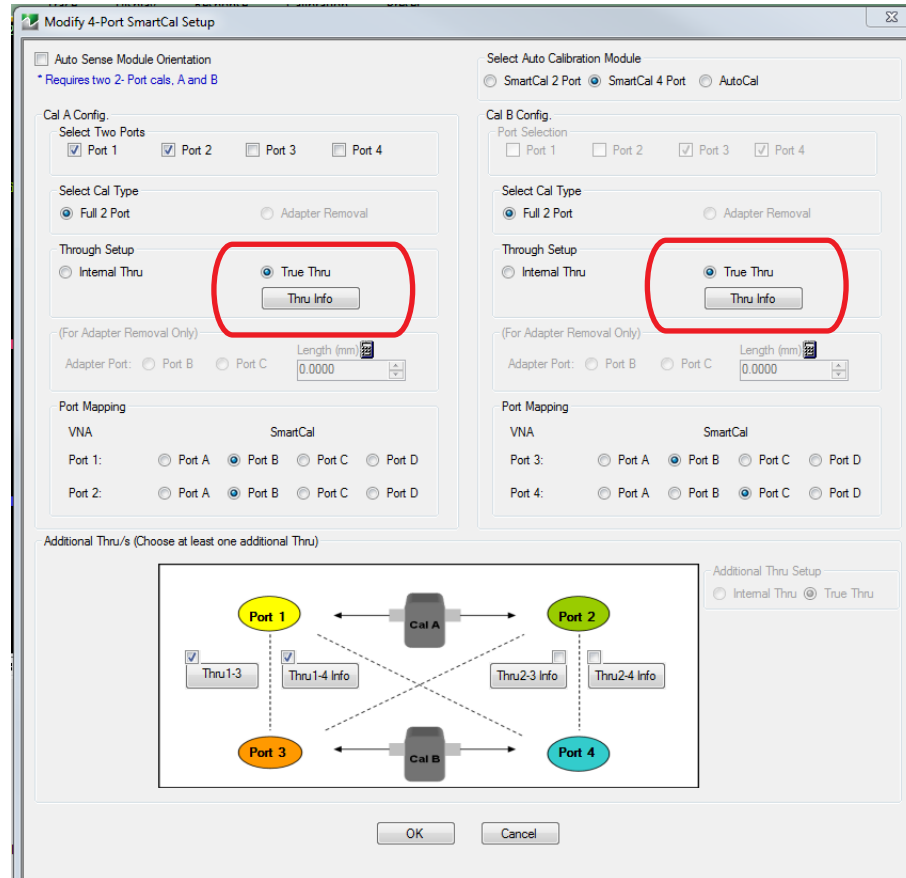 Modify 4-Port SmartCal Setup
Auto Sense Module Orientation
* Requires two 2- Port cals, A and B
Select Auto Calibration Module
SmartCal 2 Port SmartCal 4 Port AutoCal
Cal A Config.
Select Two Ports
Port 1 Port 2 Port 3 Port 4
Select Cal Type
Full 2 Port Adapter Removal
Through Setup
Internal Thru True Thru
Thru Info
(For Adapter Removal Only)
Length (mm)
Adapter Port: Port B Port C 0.0000
Port Mapping
VNA SmartCal
Port 1: Port A Port B Port C Port D
Port 2: Port A Port B Port C Port D
Cal B Config.
Port Selection
Port 1 Port 2 Port 3 Port 4
Select Cal Type
Full 2 Port Adapter Removal
Through Setup
Internal Thru True Thru
Thru Info
(For Adapter Removal Only)
Length (mm)
Adapter Port: Port B Port C 0.0000
Port Mapping
VNA SmartCal
Port 3: Port A Port B Port C Port D
Port 4: Port A Port B Port C Port D
Additional Thru/s (Choose at least one additional Thru)
Additional Thru Setup
Internal Thru True Thru
Port 1 Cal A Port 2
Thru1-3 Thru1-4 Info Thru2-3 Info Thru2-4 Info
Port 3 Cal B Port 4
OK Cancel